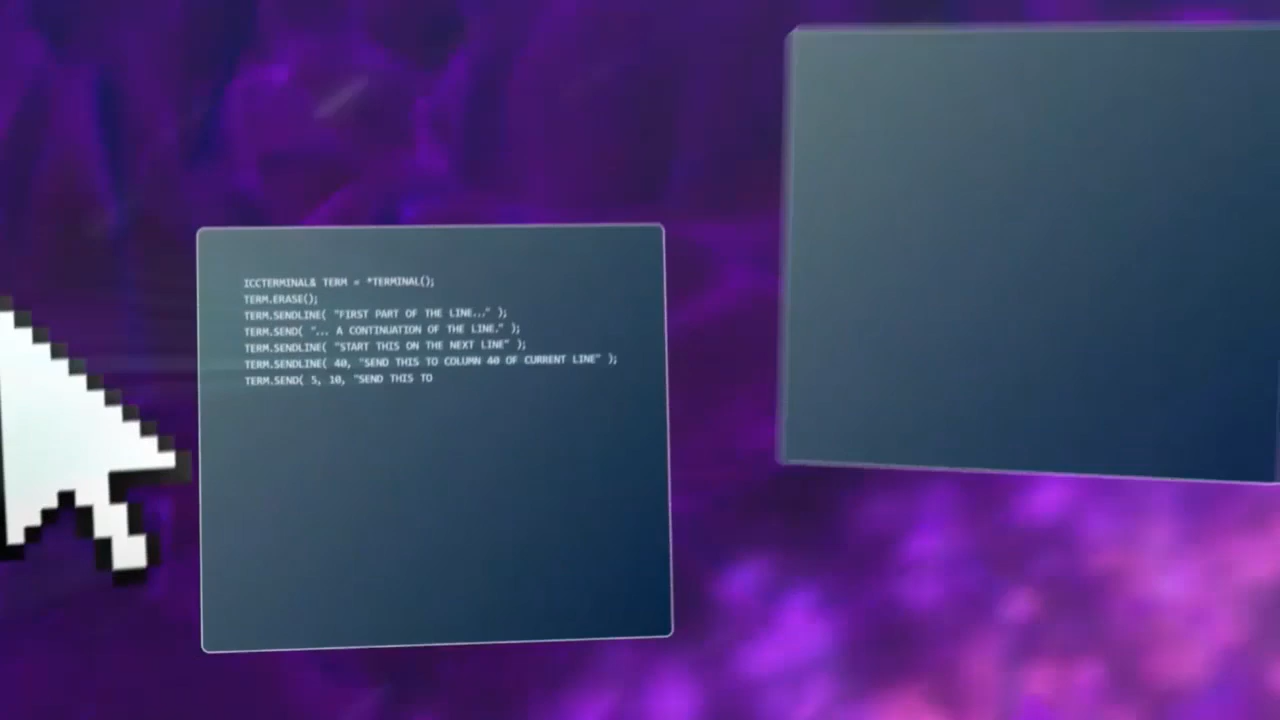 ICCTERMINAL& TERM = *TERMINAL();
TERM.ERASE();
TERM.SENDLINE( "FIRST PART OF THE LINE..." );
TERM.SEND( "... A CONTINUATION OF THE LINE." );
TERM.SENDLINE( "START THIS ON THE NEXT LINE" );
TERM.SENDLINE( 40, "SEND THIS TO COLUMN 40 OF CURRENT LINE" );
TERM.SEND( 5, 10, "SEND THIS TO